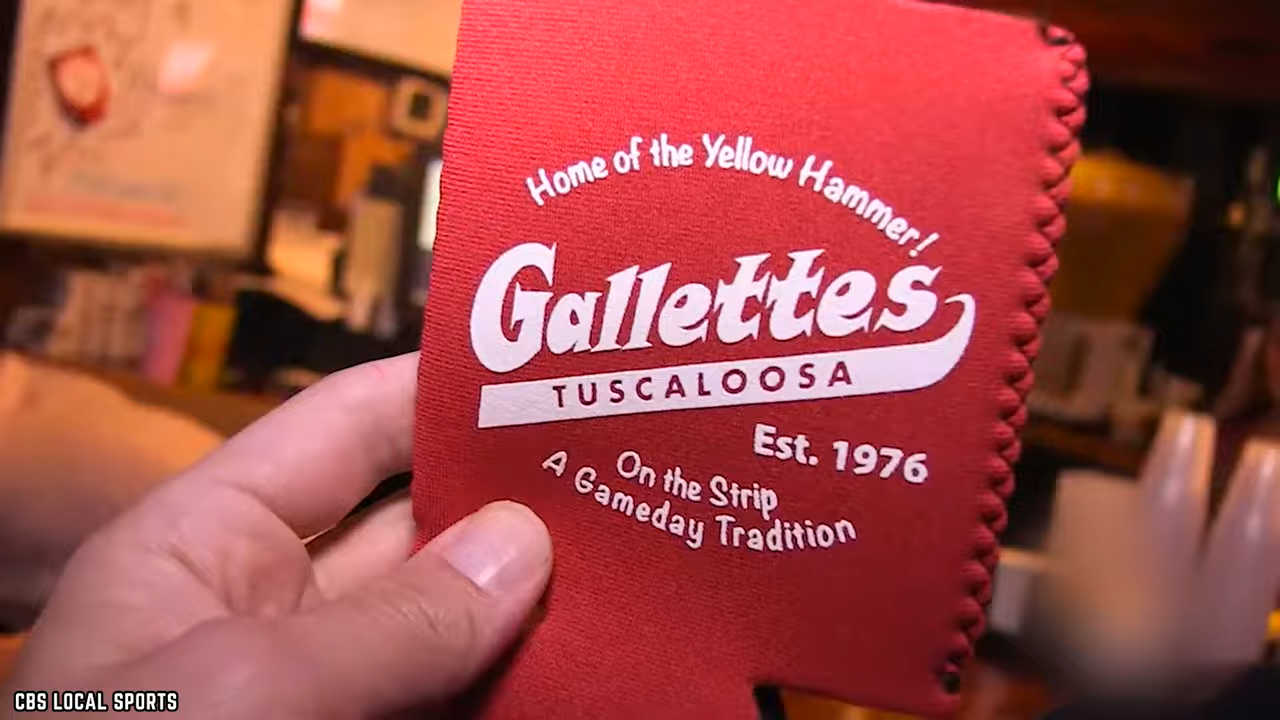 Home of the Yellow Hammer!
Gallettes
TUSCALOOSA
Est. 1976
On the Strip
A Gameday Tradition
CBS LOCAL SPORTS